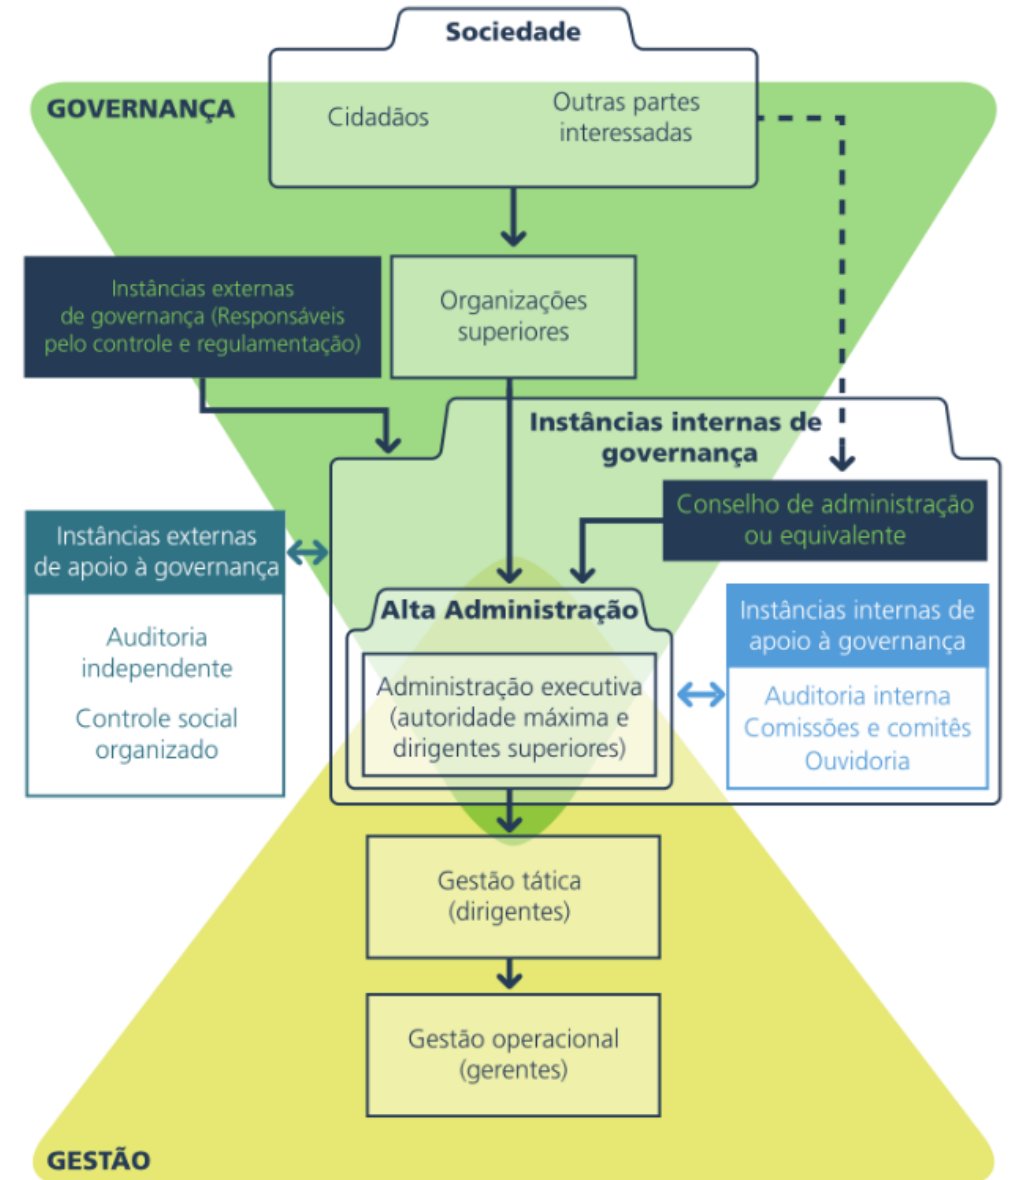 Sociedade
GOVERNANÇA
Cidadãos
Outras partes
interessadas
Instâncias externas
de governança (Responsáveis
pelo controle e regulamentação)
Organizações
superiores
Instâncias internas de
governança
Conselho de administração
ou equivalente
Instâncias externas
de apoio à governança
Auditoria
independente
Controle social
organizado
Alta Administração
Administração executiva
(autoridade máxima e
dirigentes superiores)
Instâncias internas de
apoio à governança
Auditoria interna
Comissões e comitês
Ouvidoria
Gestão tática
(dirigentes)
Gestão operacional
(gerentes)
GESTÃO